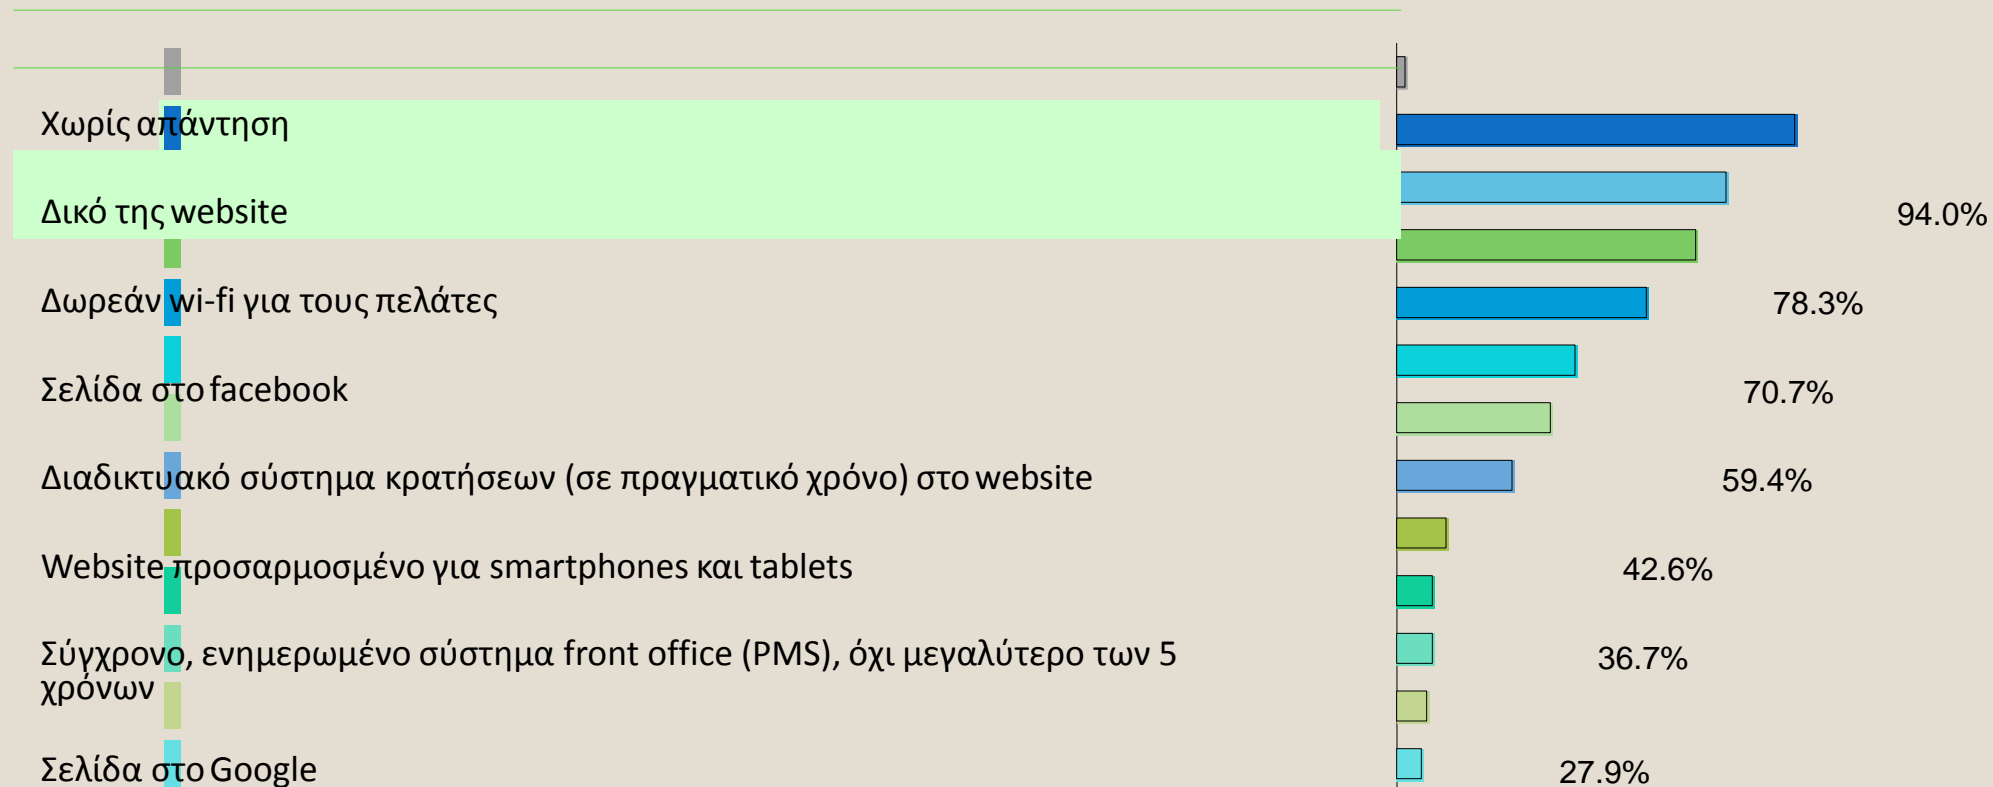 Χωρίς απάντηση
Δικό της website
94.0%
Δωρεάν wi-fi για τους πελάτες
78.3%
Σελίδα στο facebook
70.7%
Διαδικτυακό σύστημα κρατήσεων (σε πραγματικό χρόνο) στο website
59.4%
Website προσαρμοσμένο για smartphones και tablets
42.6%
Σύγχρονο, ενημερωμένο σύστημα front office (PMS), όχι μεγαλύτερο των 5
χρόνων
36.7%
Σελίδα στο Google
27.9%